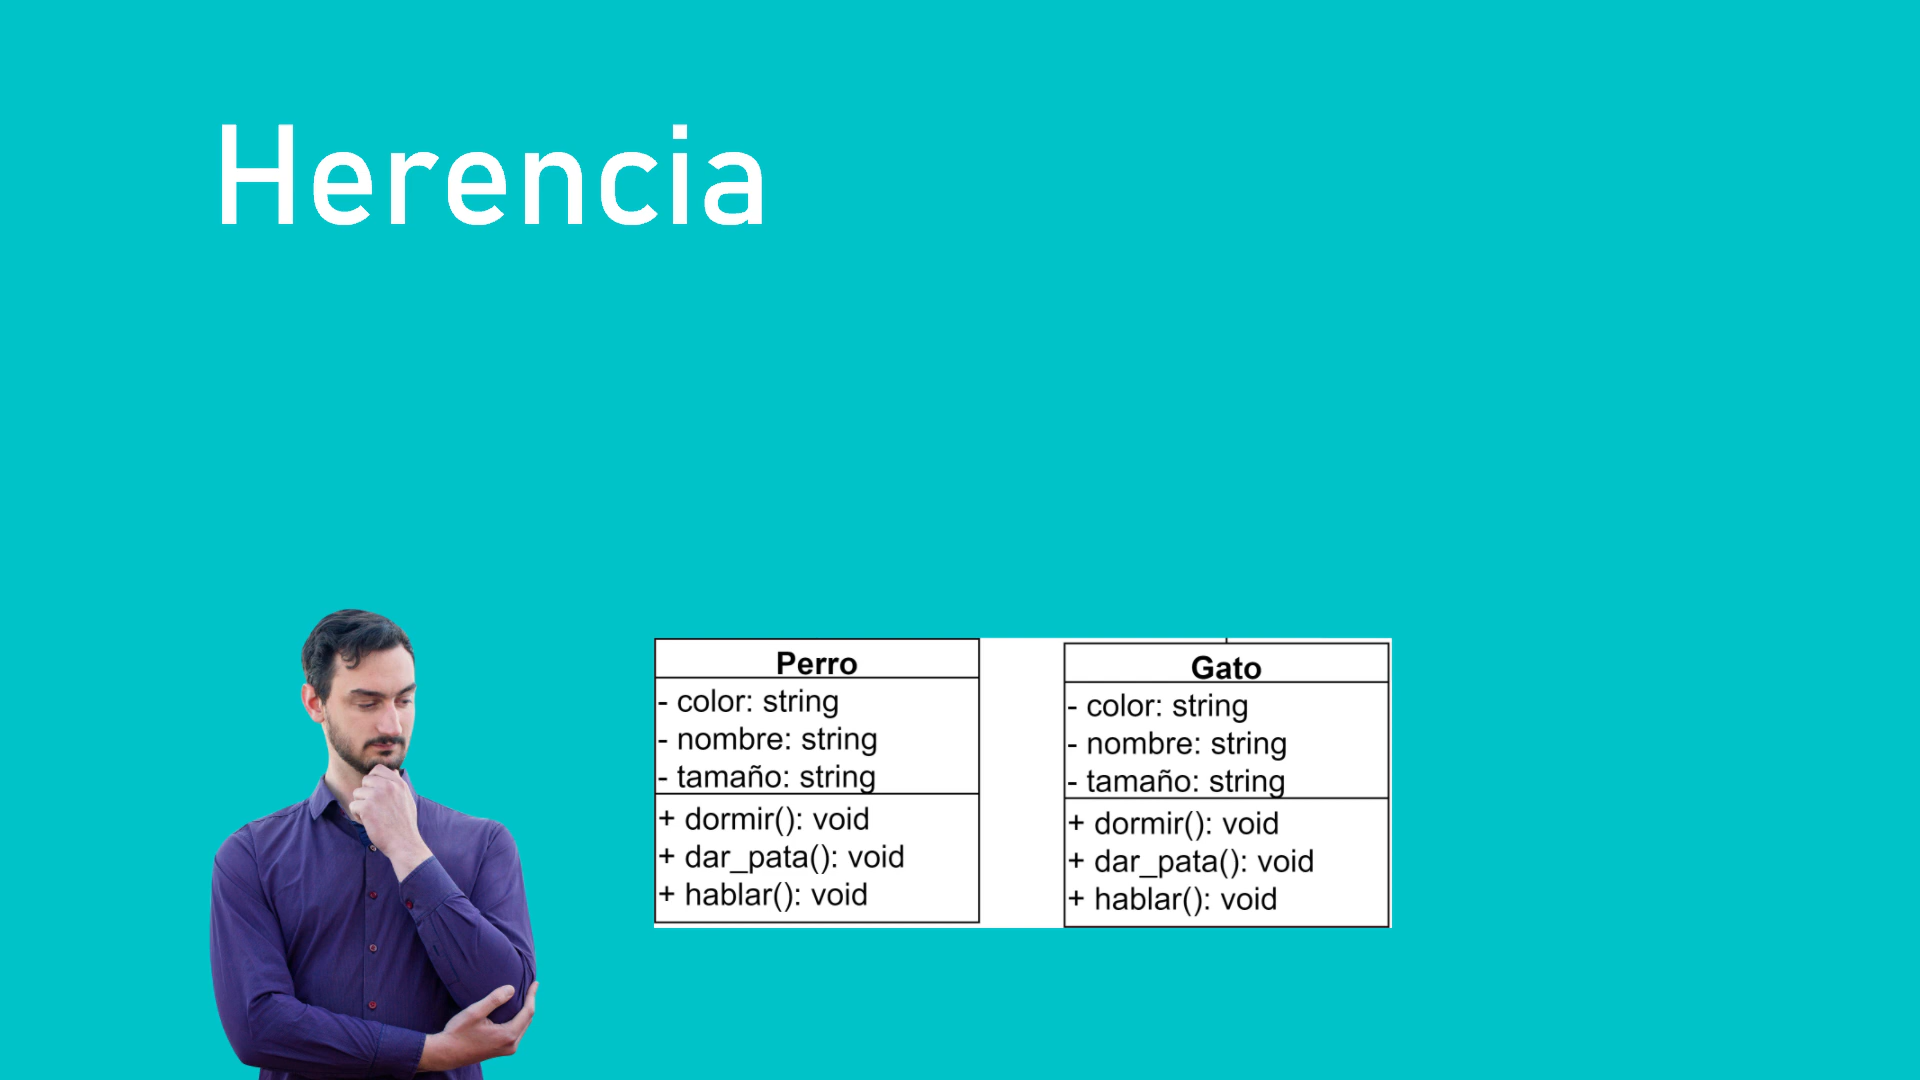 Herencia
Perro
- color: string
- nombre: string
- tamaño: string
+ dormir(): void
+ dar_pata(): void
+ hablar(): void
Gato
- color: string
- nombre: string
- tamaño: string
+ dormir(): void
+ dar_pata(): void
+ hablar(): void